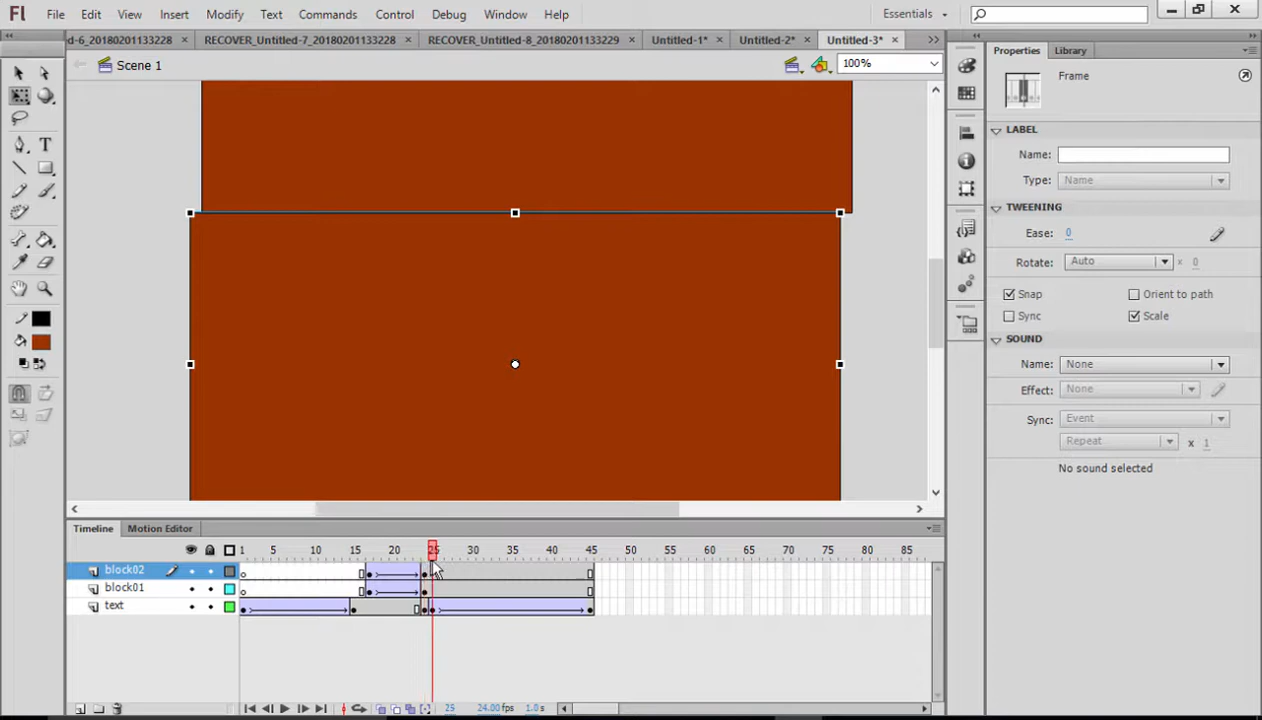 Fl File Edit View Insert Modify Text Commands Control Debug Window Help Essentials
d-6_20180201133228 × RECOVER_Untitled-7_20180201133228 × RECOVER_Untitled-8_20180201133229 × Untitled-1* × Untitled-2* × Untitled-3* ×
Scene 1 100%
Properties Library
Frame
LABEL
Name:
Type: Name
TWEENING
Ease: 0
Rotate: Auto x 0
Snap Orient to path
Sync Scale
SOUND
Name: None
Effect: None
Sync: Event
Repeat x 1
No sound selected
Timeline Motion Editor
1 5 10 15 20 25 30 35 40 45 50 55 60 65 70 75 80 85
block02
block01
text
25 24.00 fps 1.0 s